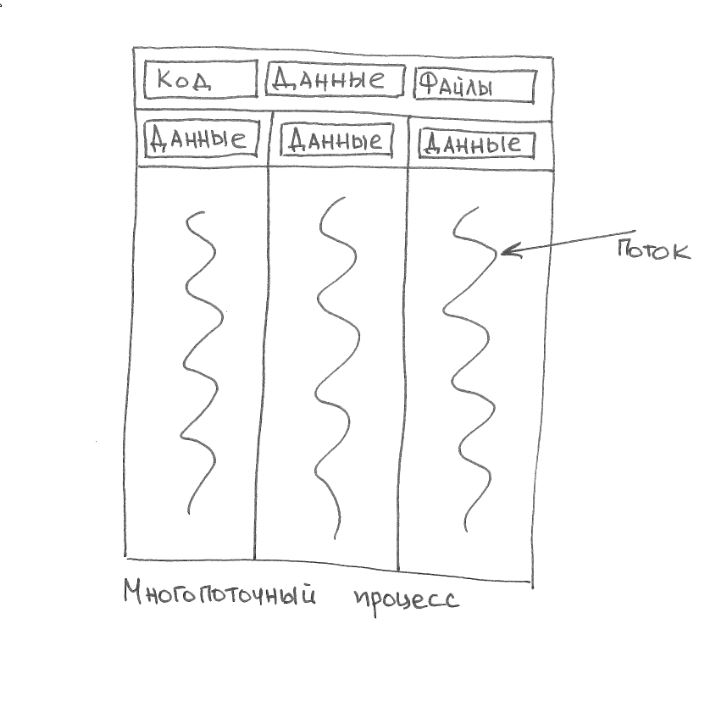 Код Данные Файлы
Данные Данные Данные
Поток
Многопоточный процесс